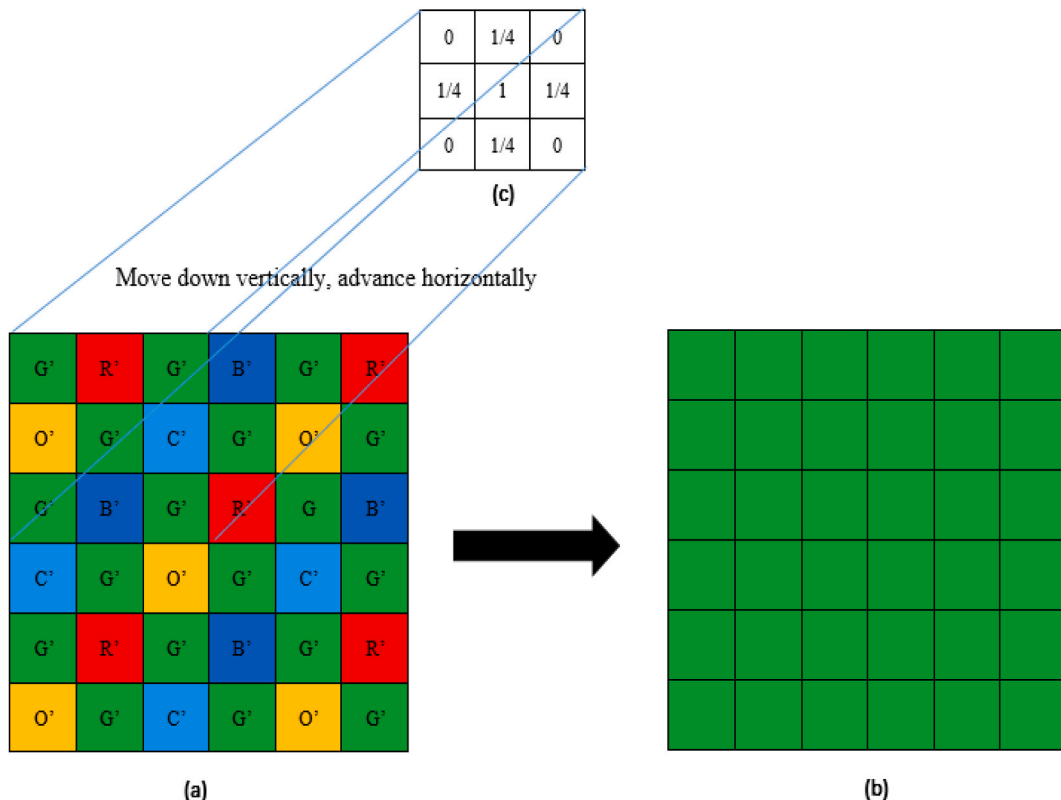 0 1/4 0
1/4 1 1/4
0 1/4 0
(c)
Move down vertically, advance horizontally
G’ R’ G’ B’ G’ R’
O’ G’ C’ G’ O’ G’
G’ B’ G’ R’ G B’
C’ G’ O’ G’ C’ G’
G’ R’ G’ B’ G’ R’
O’ G’ C’ G’ O’ G’
(a)
(b)